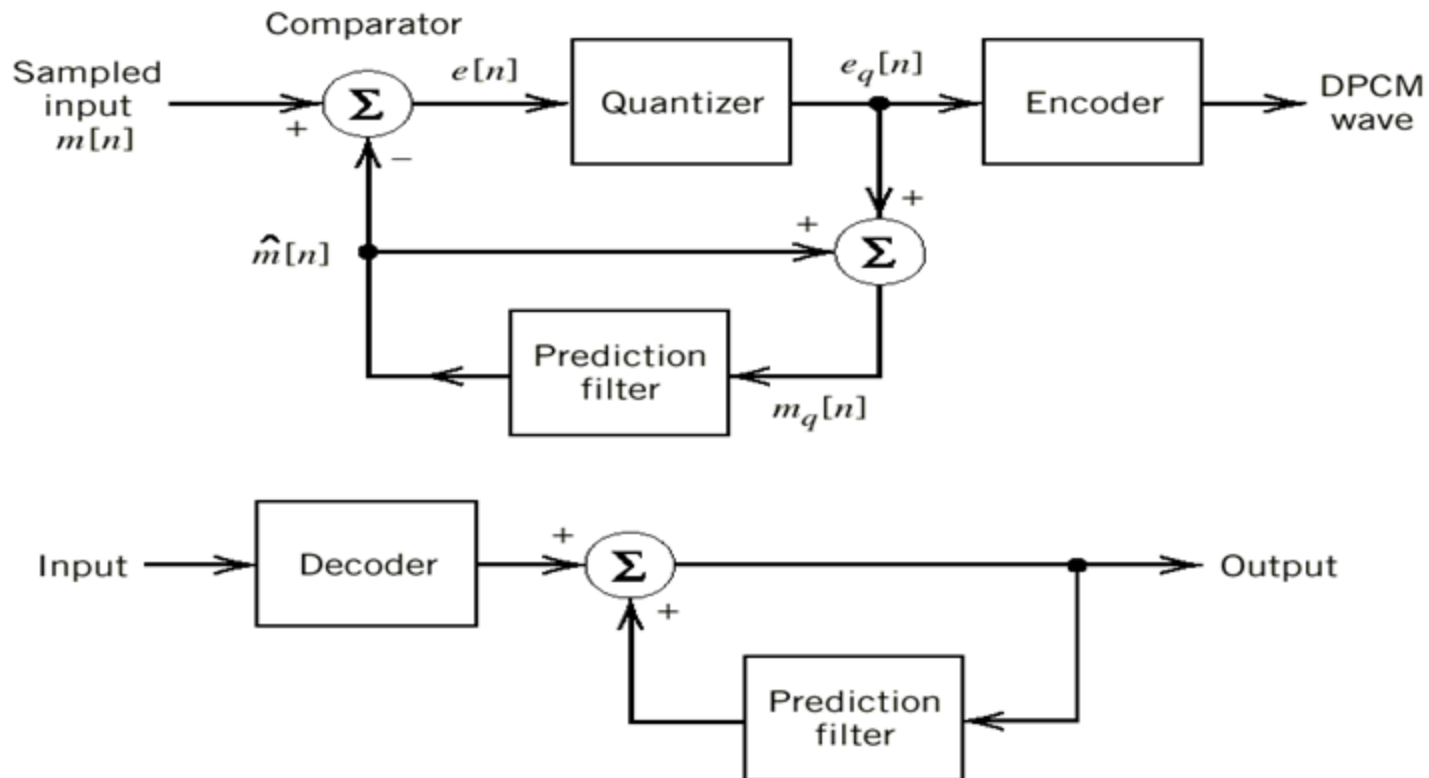 Comparator
Sampled
input
m[n]
+
Σ
−
e[n]
Quantizer
e_q[n]
Encoder
DPCM
wave
+
+
Σ
m̂[n]
Prediction
filter
m_q[n]
Input
Decoder
+
Σ
+
Output
Prediction
filter